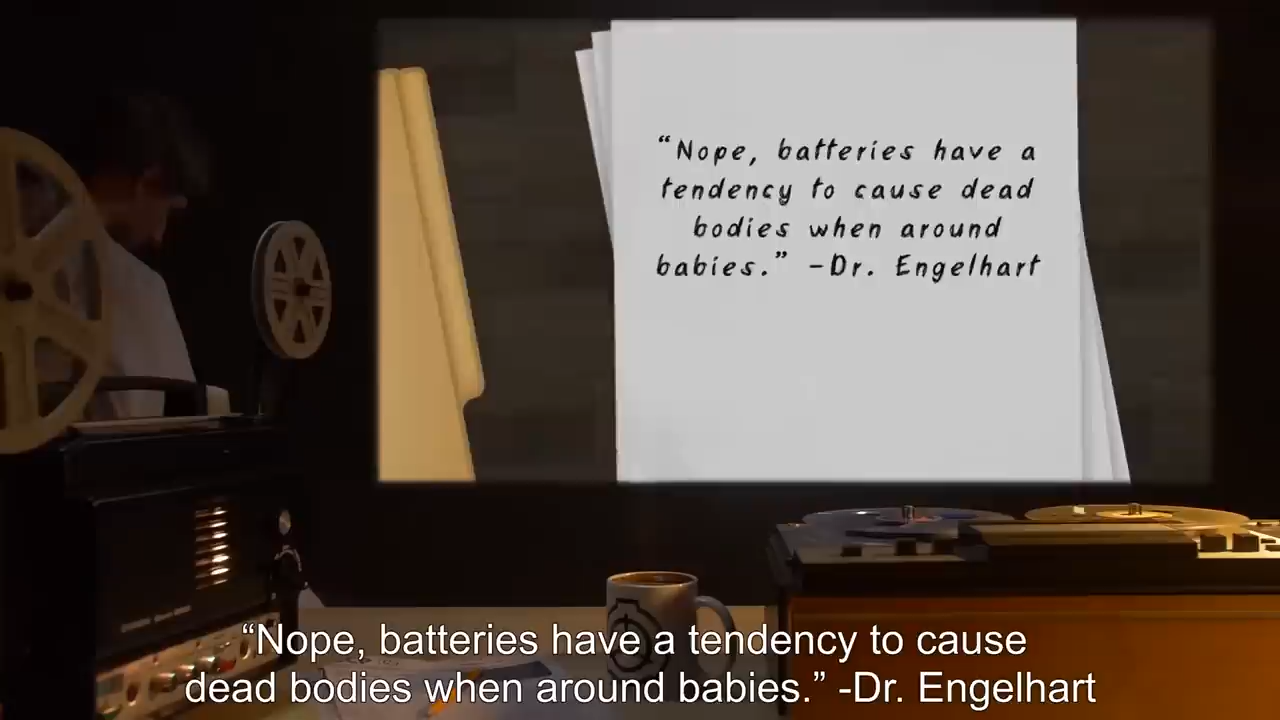 “Nope, batteries have a
tendency to cause dead
bodies when around
babies.” -Dr. Engelhart
“Nope, batteries have a tendency to cause
dead bodies when around babies.” -Dr. Engelhart